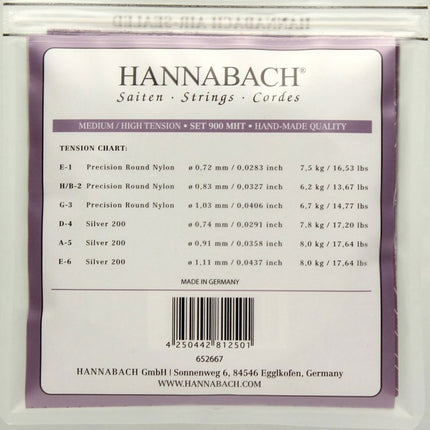 HANNABACH AIR SEALED
HANNABACH®
Saiten · Strings · Cordes
MEDIUM / HIGH TENSION • SET 900 MHT • HAND-MADE QUALITY
TENSION CHART:
E-1 Precision Round Nylon ø 0,72 mm / 0,0283 inch 7,5 kg / 16,53 lbs
H/B-2 Precision Round Nylon ø 0,83 mm / 0,0327 inch 6,2 kg / 13,67 lbs
G-3 Precision Round Nylon ø 1,03 mm / 0,0406 inch 6,7 kg / 14,77 lbs
D-4 Silver 200 ø 0,74 mm / 0,0291 inch 7,8 kg / 17,20 lbs
A-5 Silver 200 ø 0,91 mm / 0,0358 inch 8,0 kg / 17,64 lbs
E-6 Silver 200 ø 1,11 mm / 0,0437 inch 8,0 kg / 17,64 lbs
MADE IN GERMANY
4 250442 812501
652667
HANNABACH GmbH | Sonnenweg 6, 84546 Egglkofen, Germany
WWW.HANNABACH.COM